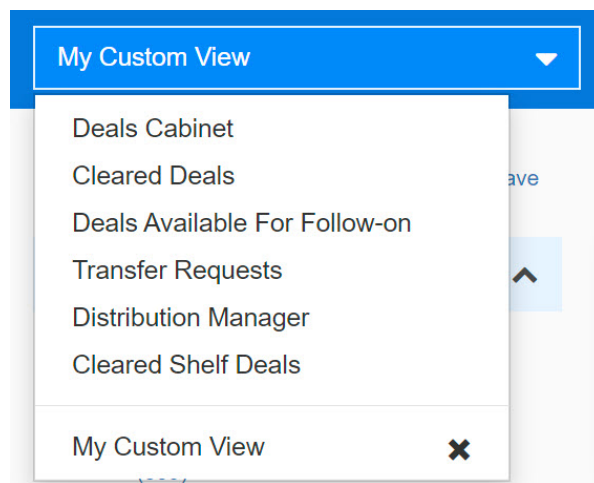 My Custom View
Deals Cabinet
Cleared Deals
ave
Deals Available For Follow-on
Transfer Requests
Distribution Manager
Cleared Shelf Deals
My Custom View